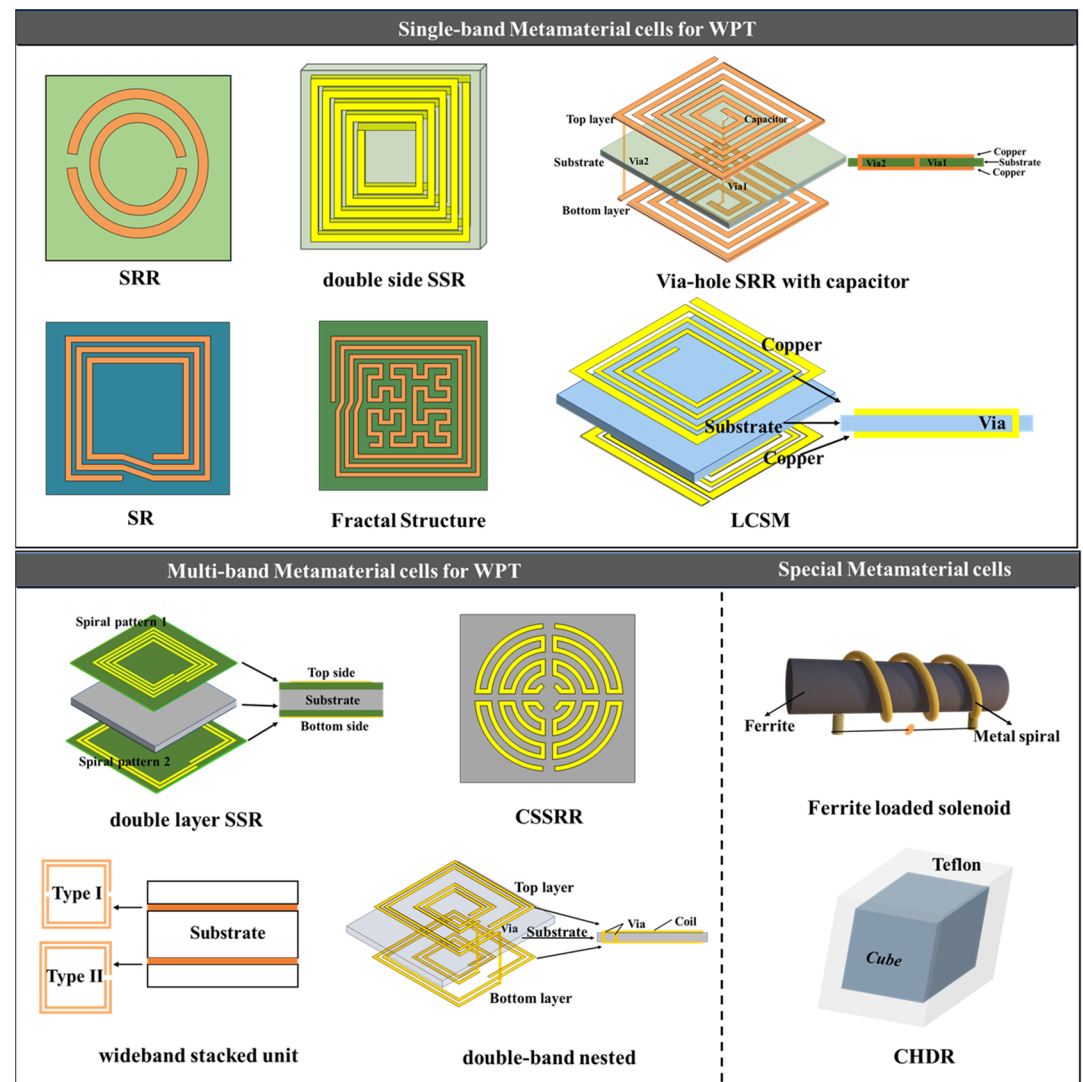 Single-band Metamaterial cells for WPT
Top layer
Capacitor
Substrate
Via2
Via1
Bottom layer
Copper
Via2
Via1
Substrate
Copper
SRR
double side SSR
Via-hole SRR with capacitor
Copper
Substrate
Via
Copper
SR
Fractal Structure
LCSM
Multi-band Metamaterial cells for WPT
Special Metamaterial cells
Spiral pattern 1
Top side
Substrate
Bottom side
Spiral pattern 2
double layer SSR
CSSRR
Ferrite
Metal spiral
Ferrite loaded solenoid
Type I
Substrate
Type II
wideband stacked unit
Top layer
Via
Substrate
Via
Coil
Bottom layer
double-band nested
Teflon
Cube
CHDR